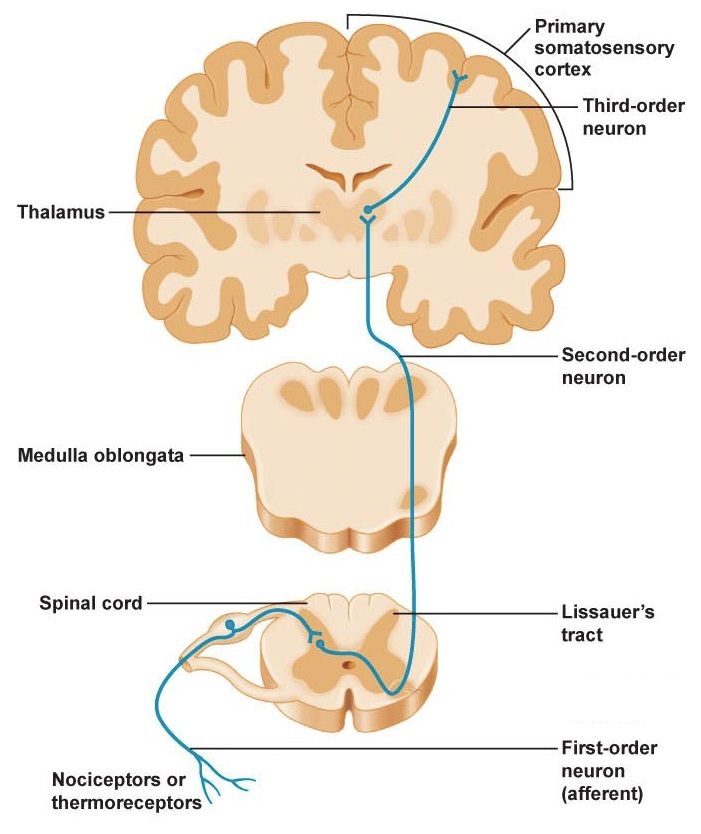 Primary
somatosensory
cortex
Third-order
neuron
Thalamus
Second-order
neuron
Medulla oblongata
Spinal cord
Lissauer's
tract
First-order
neuron
(afferent)
Nociceptors or
thermoreceptors